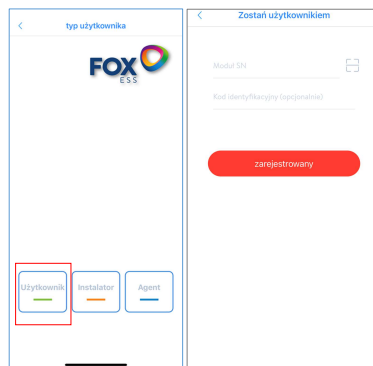 typ użytkownika
FOX
ESS
Użytkownik
Instalator
Agent
Zostań użytkownikiem
Moduł SN
Kod identyfikacyjny (opcjonalnie)
zarejestrowany